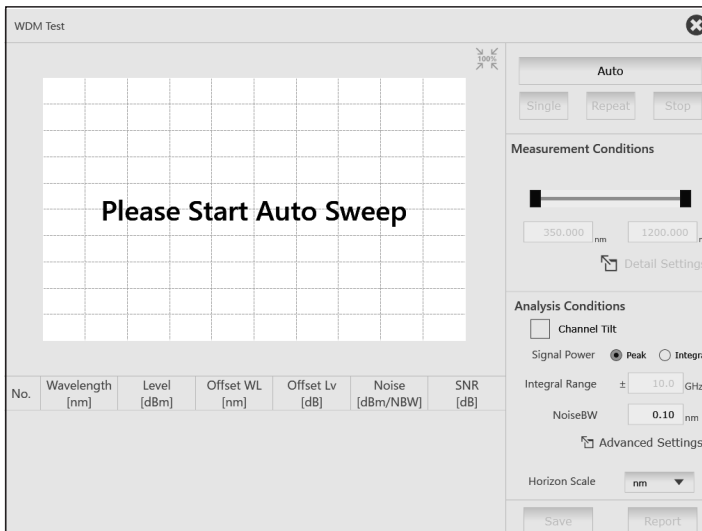 WDM Test
100%
Please Start Auto Sweep
Auto
Single Repeat Stop
Measurement Conditions
350.000 nm 1200.000
Detail Setting
Analysis Conditions
Channel Tilt
Signal Power Peak Integra
Integral Range ± 10.0 GHz
NoiseBW 0.10 nm
Advanced Settings
Horizon Scale nm
Save Report
No. Wavelength [nm] Level [dBm] Offset WL [nm] Offset Lv [dB] Noise [dBm/NBW] SNR [dB]